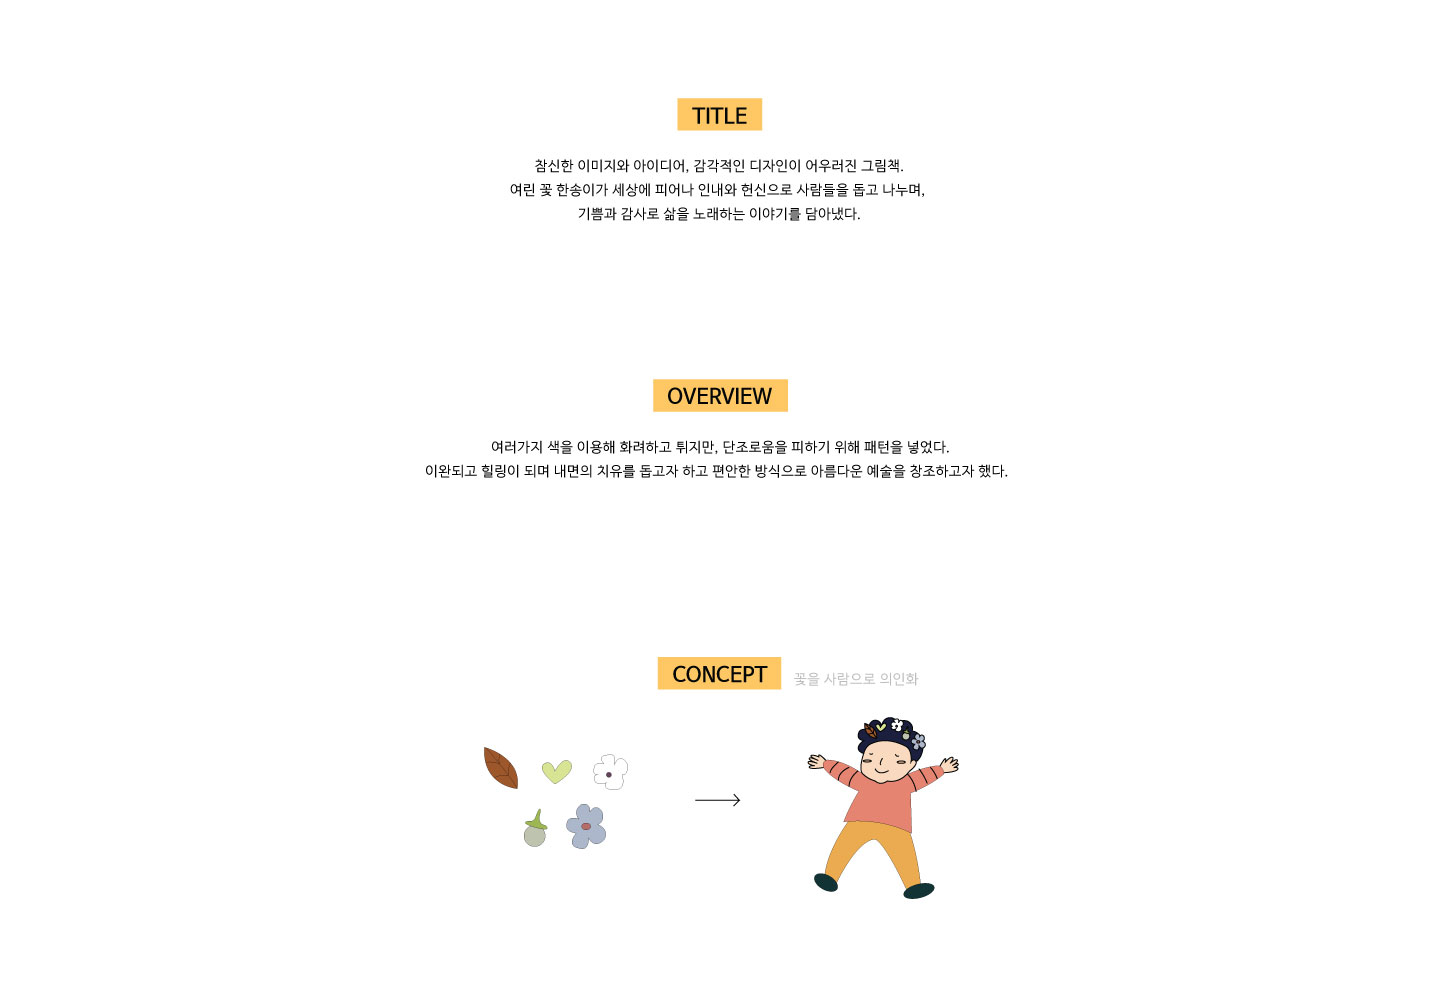 TITLE
참신한 이미지와 아이디어, 감각적인 디자인이 어우러진 그림책.
여린 꽃 한송이가 세상에 피어나 인내와 헌신으로 사람들을 돕고 나누며,
기쁨과 감사로 삶을 노래하는 이야기를 담아냈다.
OVERVIEW
여러가지 색을 이용해 화려하고 튀지만, 단조로움을 피하기 위해 패턴을 넣었다.
이완되고 힐링이 되며 내면의 치유를 돕고자 하고 편안한 방식으로 아름다운 예술을 창조하고자 했다.
CONCEPT 꽃을 사람으로 의인화